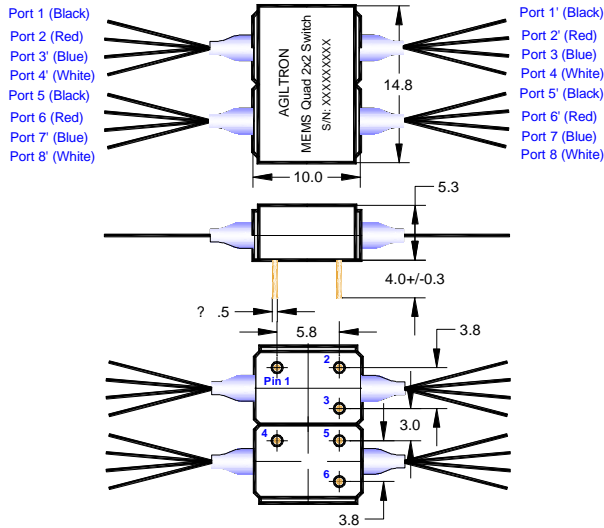 Port 1 (Black)
Port 2 (Red)
Port 3' (Blue)
Port 4' (White)
Port 5 (Black)
Port 6 (Red)
Port 7' (Blue)
Port 8' (White)
AGILTRON
MEMS Quad 2x2 Switch
S/N: XXXXXXXXXX
Port 1' (Black)
Port 2' (Red)
Port 3 (Blue)
Port 4 (White)
Port 5' (Black)
Port 6' (Red)
Port 7 (Blue)
Port 8 (White)
14.8
10.0
5.3
4.0+/-0.3
? .5
5.8
3.8
2
Pin 1
3
3.0
4
5
6
3.8